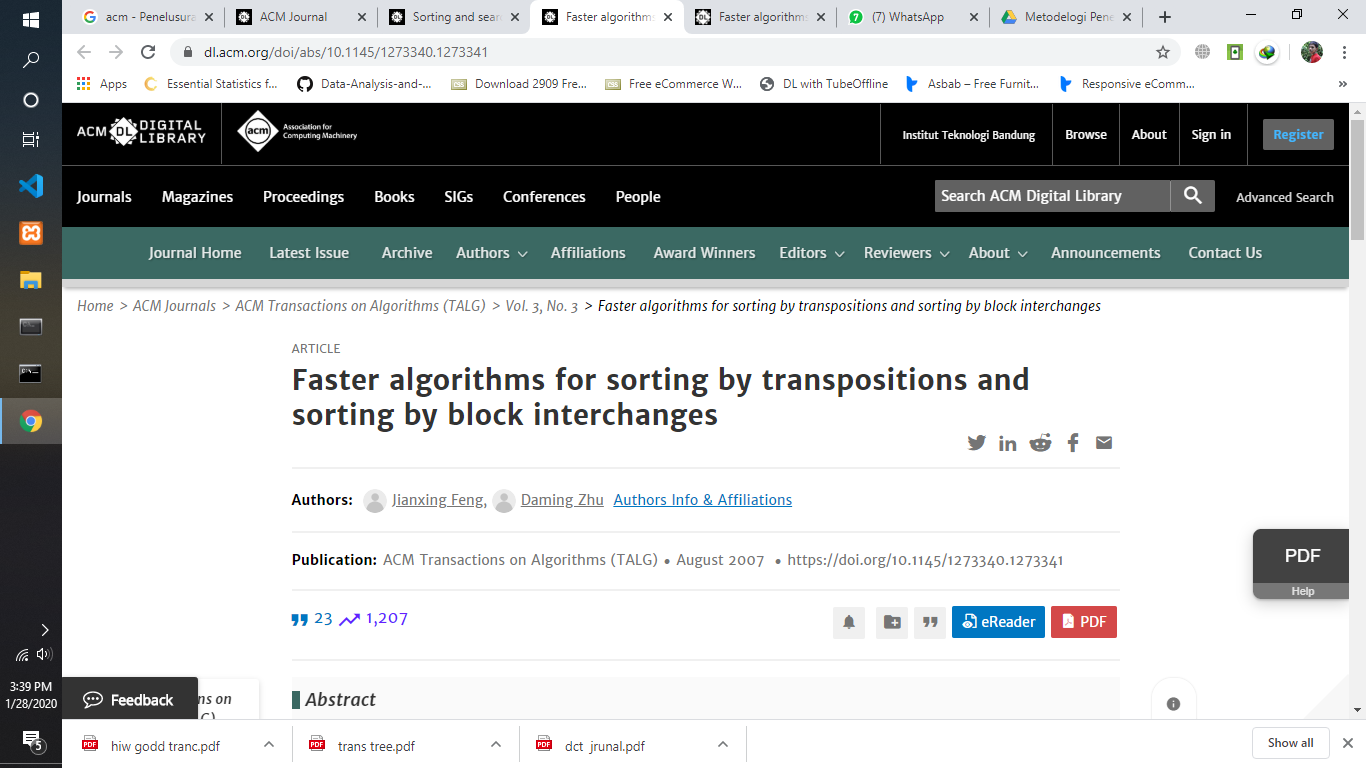 acm - Penelusura
ACM Journal
Sorting and sear
Faster algorithms
Faster algorithms
(7) WhatsApp
Metodelogi Pene
dl.acm.org/doi/abs/10.1145/1273340.1273341
Apps
Essential Statistics f...
Data-Analysis-and-...
Download 2909 Fre...
Free eCommerce W...
DL with TubeOffline
Asbab – Free Furnit...
Responsive eComm...
»
ACM DL DIGITAL LIBRARY
acm Association for Computing Machinery
Institut Teknologi Bandung
Browse
About
Sign in
Register
Journals
Magazines
Proceedings
Books
SIGs
Conferences
People
Search ACM Digital Library
Advanced Search
Journal Home
Latest Issue
Archive
Authors
Affiliations
Award Winners
Editors
Reviewers
About
Announcements
Contact Us
Home > ACM Journals > ACM Transactions on Algorithms (TALG) > Vol. 3, No. 3 > Faster algorithms for sorting by transpositions and sorting by block interchanges
ARTICLE
Faster algorithms for sorting by transpositions and
sorting by block interchanges
Authors: Jianxing Feng, Daming Zhu Authors Info & Affiliations
Publication: ACM Transactions on Algorithms (TALG) • August 2007 • https://doi.org/10.1145/1273340.1273341
23 1,207
eReader
PDF
PDF
Help
Abstract
Feedback
ns on
3:39 PM
1/28/2020
5
hiw godd tranc.pdf
trans tree.pdf
dct jrunal.pdf
Show all